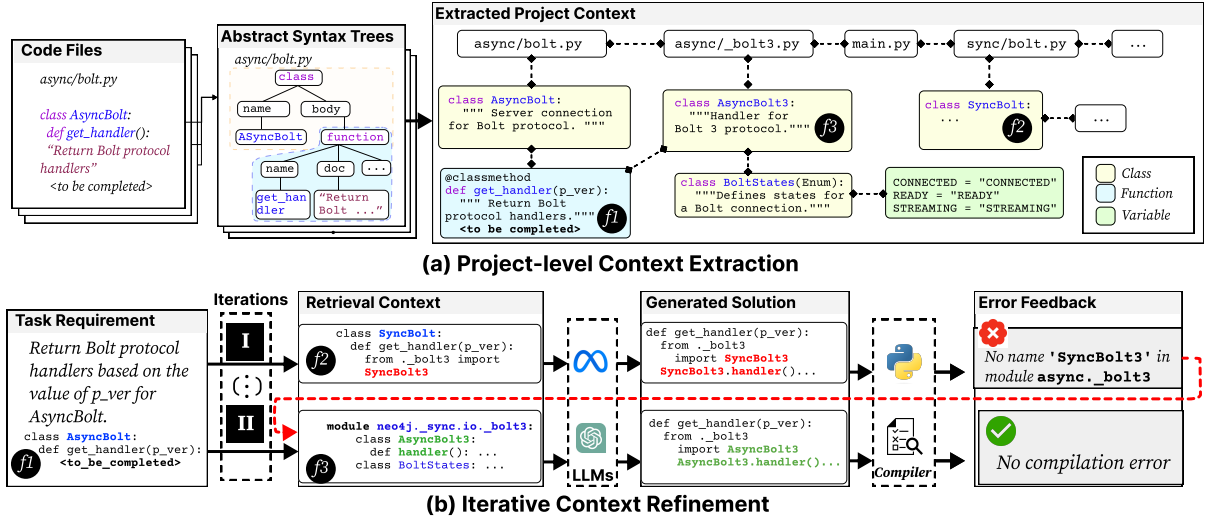 Code Files
async/bolt.py
class AsyncBolt:
def get_handler():
“Return Bolt protocol
handlers”
<to be completed>
Abstract Syntax Trees
async/bolt.py
class
name
body
ASyncBolt
function
name
doc
...
get_han
dler
“Return
Bolt ...”
Extracted Project Context
async/bolt.py
async/_bolt3.py
main.py
sync/bolt.py
...
class AsyncBolt:
""" Server connection
for Bolt protocol. """
class AsyncBolt3:
"""Handler for
Bolt 3 protocol."""
f3
class SyncBolt:
...
f2
...
@classmethod
def get_handler(p_ver):
""" Return Bolt
protocol handlers."""
<to be completed>
f1
class BoltStates(Enum):
"""Defines states for
a Bolt connection."""
CONNECTED = "CONNECTED"
READY = "READY"
STREAMING = "STREAMING"
Class
Function
Variable
(a) Project-level Context Extraction
Task Requirement
Return Bolt protocol
handlers based on the
value of p_ver for
AsyncBolt.
class AsyncBolt:
def get_handler(p_ver):
<to_be_completed>
f1
Iterations
I
(:)
II
Retrieval Context
class SyncBolt:
def get_handler(p_ver):
from ._bolt3 import
SyncBolt3
f2
module neo4j._sync.io._bolt3:
class AsyncBolt3:
def handler(): ...
class BoltStates: ...
f3
LLMs
Generated Solution
def get_handler(p_ver):
from ._bolt3
import SyncBolt3
SyncBolt3.handler()...
def get_handler(p_ver):
from ._bolt3
import AsyncBolt3
AsyncBolt3.handler()...
Compiler
Error Feedback
No name 'SyncBolt3' in
module async._bolt3
No compilation error
(b) Iterative Context Refinement